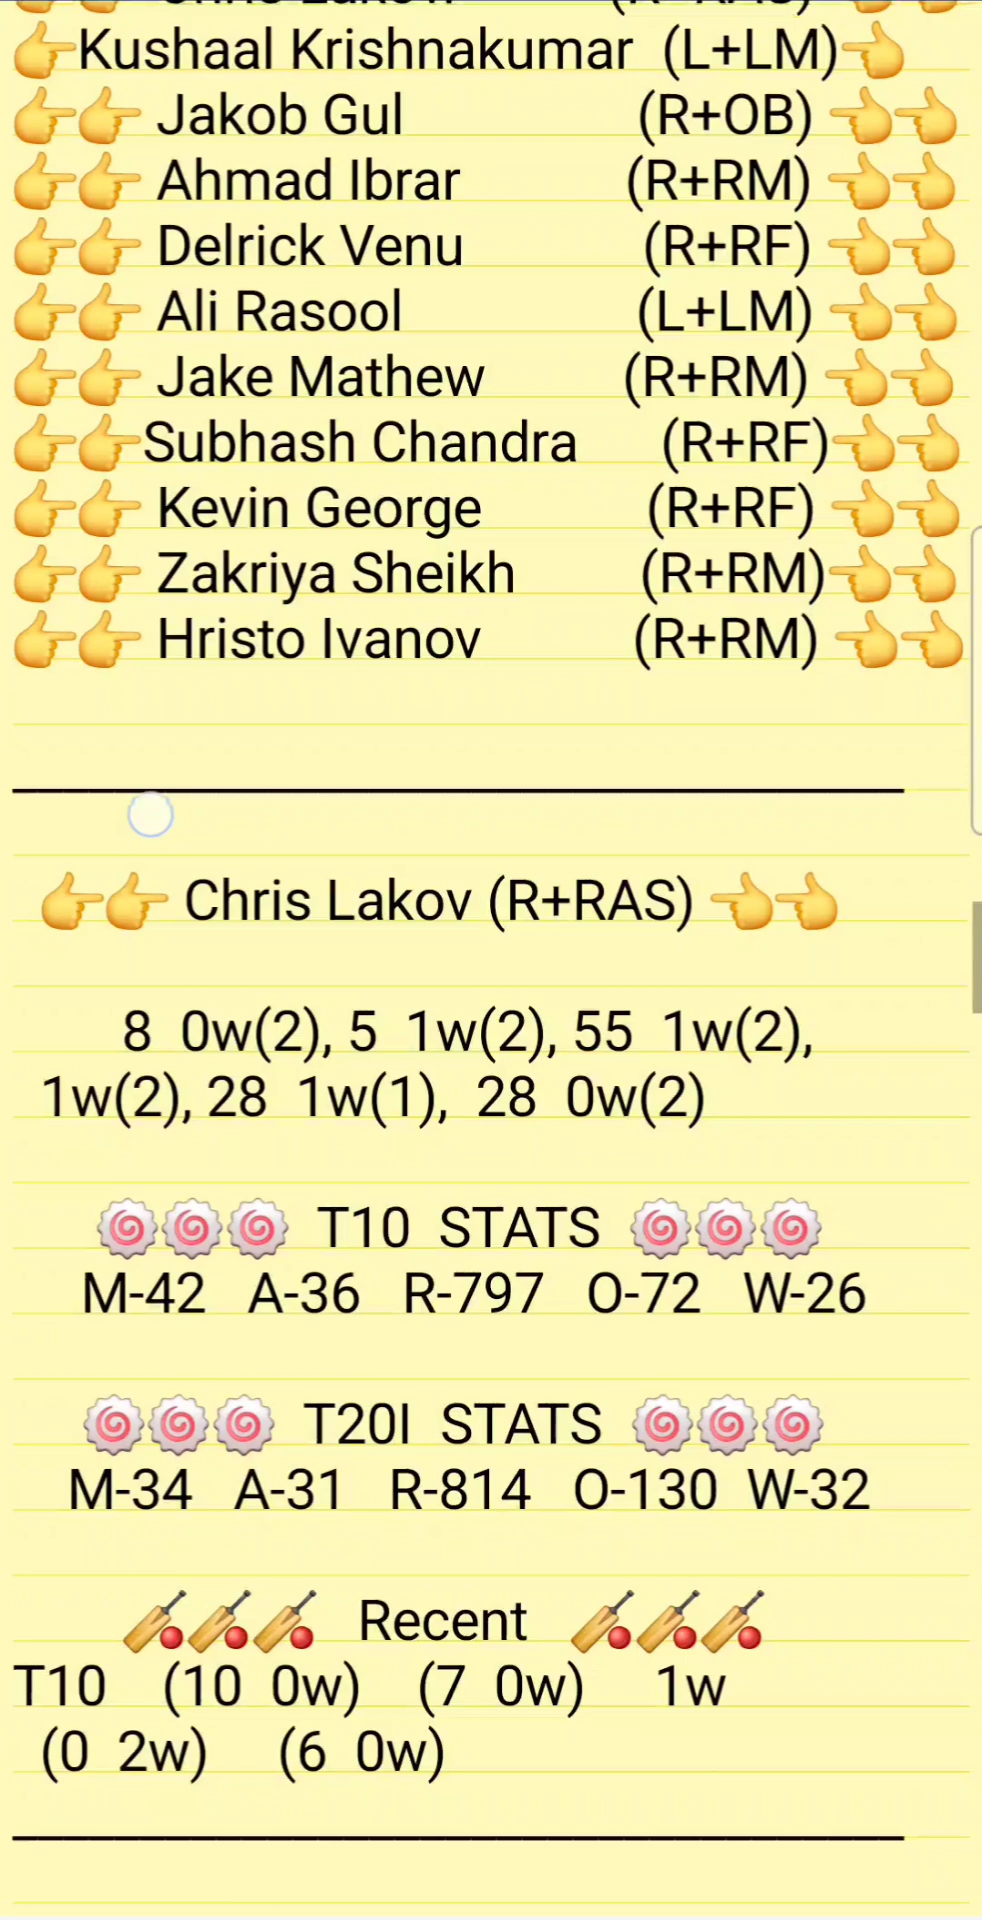 Kushaal Krishnakumar (L+LM)
Jakob Gul (R+OB)
Ahmad Ibrar (R+RM)
Delrick Venu (R+RF)
Ali Rasool (L+LM)
Jake Mathew (R+RM)
Subhash Chandra (R+RF)
Kevin George (R+RF)
Zakriya Sheikh (R+RM)
Hristo Ivanov (R+RM)
Chris Lakov (R+RAS)
8 0w(2), 5 1w(2), 55 1w(2),
1w(2), 28 1w(1), 28 0w(2)
T10 STATS
M-42 A-36 R-797 O-72 W-26
T20I STATS
M-34 A-31 R-814 O-130 W-32
Recent
T10 (10 0w) (7 0w) 1w
(0 2w) (6 0w)